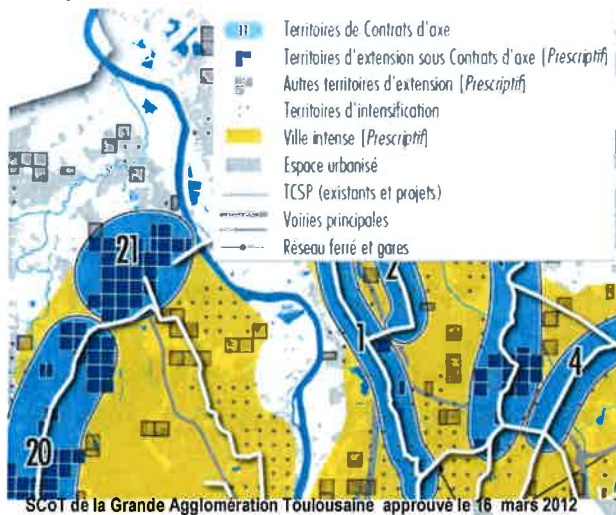 Territoires de Contrats d'axe
Territoires d'extension sous Contrats d'axe (Prescriptif)
Autres territoires d'extension (Prescriptif)
Territoires d'intensification
Ville intense (Prescriptif)
Espace urbanisé
TCSP (existants et projets)
Voiries principales
Réseau ferré et gares
21
2
1
4
20
SCoT de la Grande Agglomération Toulousaine approuvé le 16 mars 2012